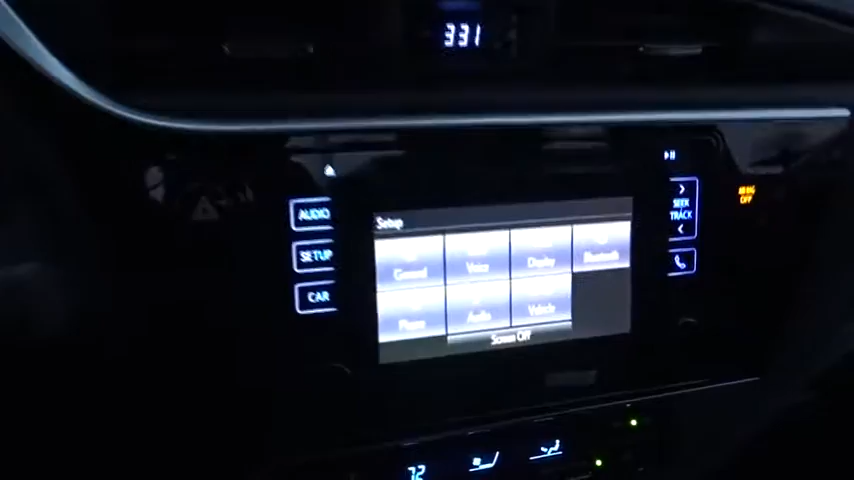 331
AUDIO
SETUP
CAR
Setup
General
Voice
Display
Bluetooth
Phone
Audio
Vehicle
Screen Off
SEEK
TRACK
AIR BAG
OFF
72